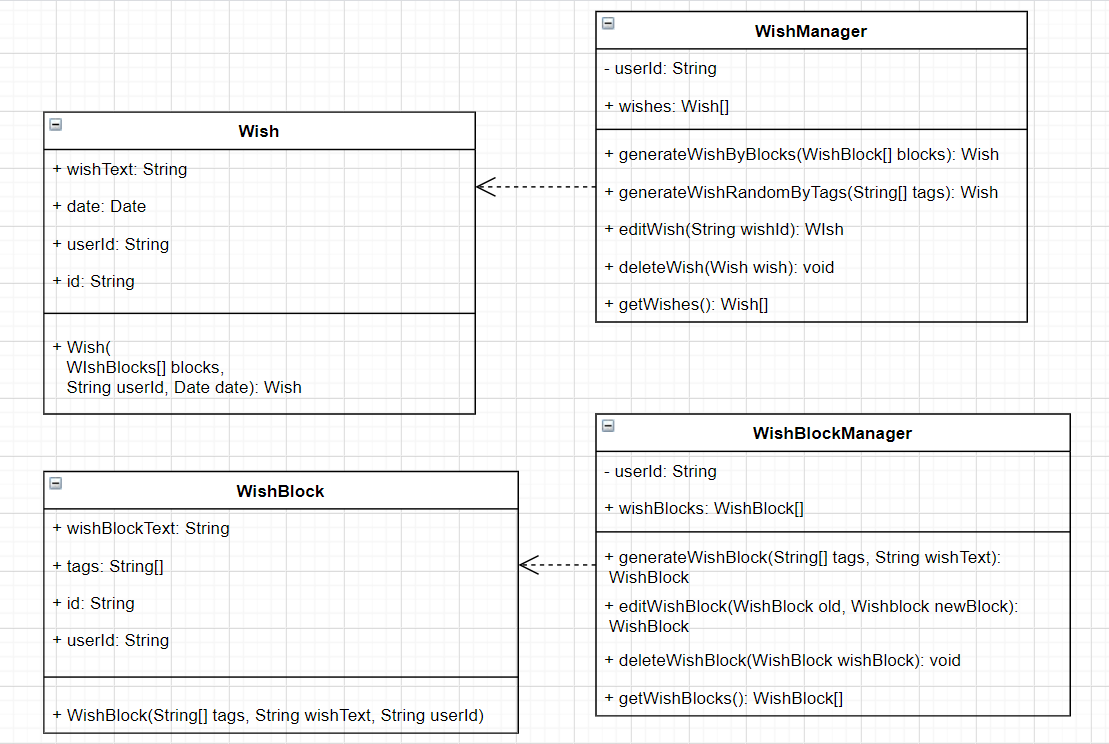 WishManager
- userId: String
+ wishes: Wish[]
+ generateWishByBlocks(WishBlock[] blocks): Wish
+ generateWishRandomByTags(String[] tags): Wish
+ editWish(String wishId): WIsh
+ deleteWish(Wish wish): void
+ getWishes(): Wish[]
Wish
+ wishText: String
+ date: Date
+ userId: String
+ id: String
+ Wish(
WIshBlocks[] blocks,
String userId, Date date): Wish
WishBlockManager
- userId: String
+ wishBlocks: WishBlock[]
+ generateWishBlock(String[] tags, String wishText):
WishBlock
+ editWishBlock(WishBlock old, Wishblock newBlock):
WishBlock
+ deleteWishBlock(WishBlock wishBlock): void
+ getWishBlocks(): WishBlock[]
WishBlock
+ wishBlockText: String
+ tags: String[]
+ id: String
+ userId: String
+ WishBlock(String[] tags, String wishText, String userId)